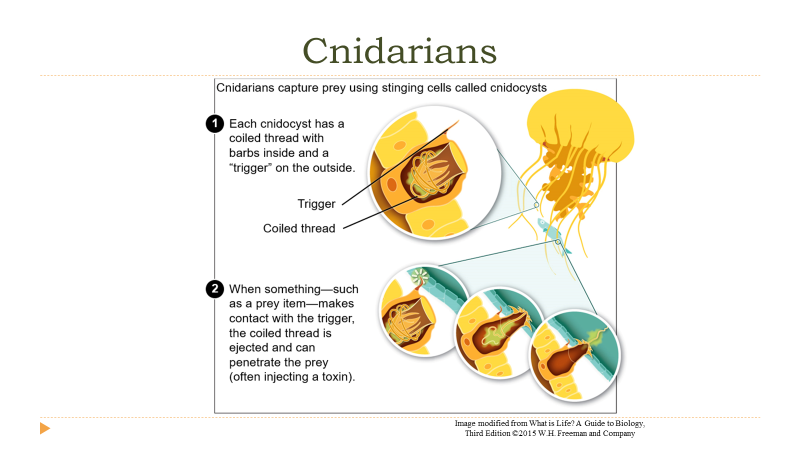 Cnidarians
Cnidarians capture prey using stinging cells called cnidocysts
1
Each cnidocyst has a
coiled thread with
barbs inside and a
“trigger” on the outside.
Trigger
Coiled thread
2
When something—such
as a prey item—makes
contact with the trigger,
the coiled thread is
ejected and can
penetrate the prey
(often injecting a toxin).
Image modified from What is Life? A Guide to Biology,
Third Edition ©2015 W.H. Freeman and Company